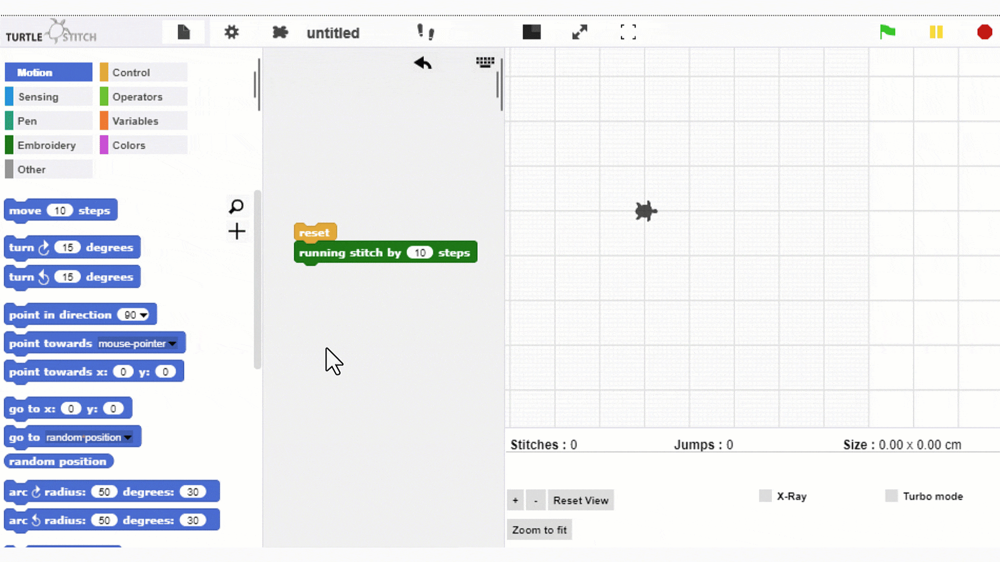 TURTLE STITCH
untitled
Motion
Control
Sensing
Operators
Pen
Variables
Embroidery
Colors
Other
move 10 steps
turn 15 degrees
turn 15 degrees
point in direction 90
point towards mouse-pointer
point towards x: 0 y: 0
go to x: 0 y: 0
go to random position
random position
arc radius: 50 degrees: 30
arc radius: 50 degrees: 30
reset
running stitch by 10 steps
Stitches : 0
Jumps : 0
Size : 0.00 x 0.00 cm
+
-
Reset View
X-Ray
Turbo mode
Zoom to fit